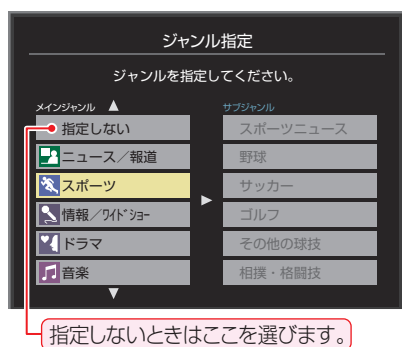 ジャンル指定
ジャンルを指定してください。
メインジャンル ▲
指定しない
ニュース／報道
スポーツ
情報／ﾜｲﾄﾞｼｮｰ
ドラマ
音楽
▼
▶
サブジャンル
スポーツニュース
野球
サッカー
ゴルフ
その他の球技
相撲・格闘技
指定しないときはここを選びます。